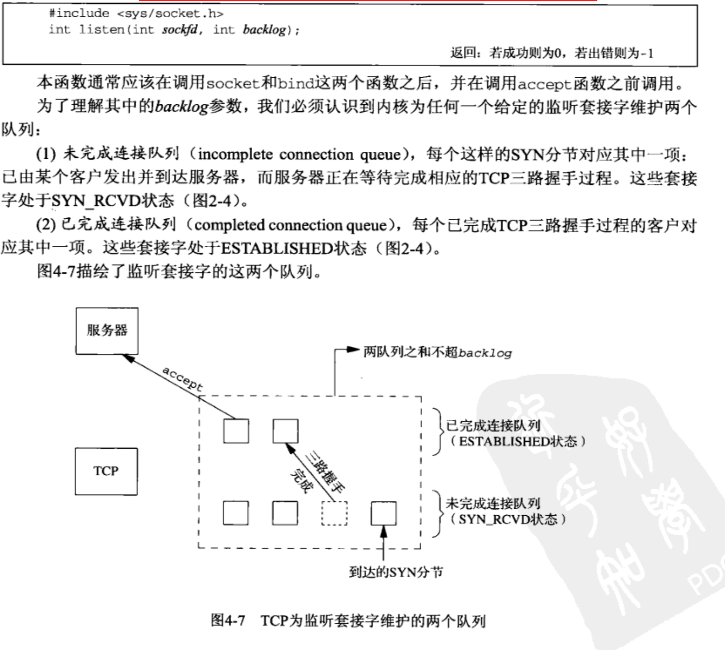 #include <sys/socket.h>
int listen(int sockfd, int backlog);
返回：若成功则为0，若出错则为-1
本函数通常应该在调用socket和bind这两个函数之后，并在调用accept函数之前调用。
为了理解其中的backlog参数，我们必须认识到内核为任何一个给定的监听套接字维护两个
队列：
(1) 未完成连接队列（incomplete connection queue），每个这样的SYN分节对应其中一项：
已由某个客户发出并到达服务器，而服务器正在等待完成相应的TCP三路握手过程。这些套接
字处于SYN_RCVD状态（图2-4）。
(2) 已完成连接队列（completed connection queue），每个已完成TCP三路握手过程的客户对
应其中一项。这些套接字处于ESTABLISHED状态（图2-4）。
图4-7描绘了监听套接字的这两个队列。
服务器
accept
两队列之和不超backlog
已完成连接队列
（ESTABLISHED状态）
TCP
三路握手
完成
未完成连接队列
（SYN_RCVD状态）
到达的SYN分节
PDG
图4-7 TCP为监听套接字维护的两个队列